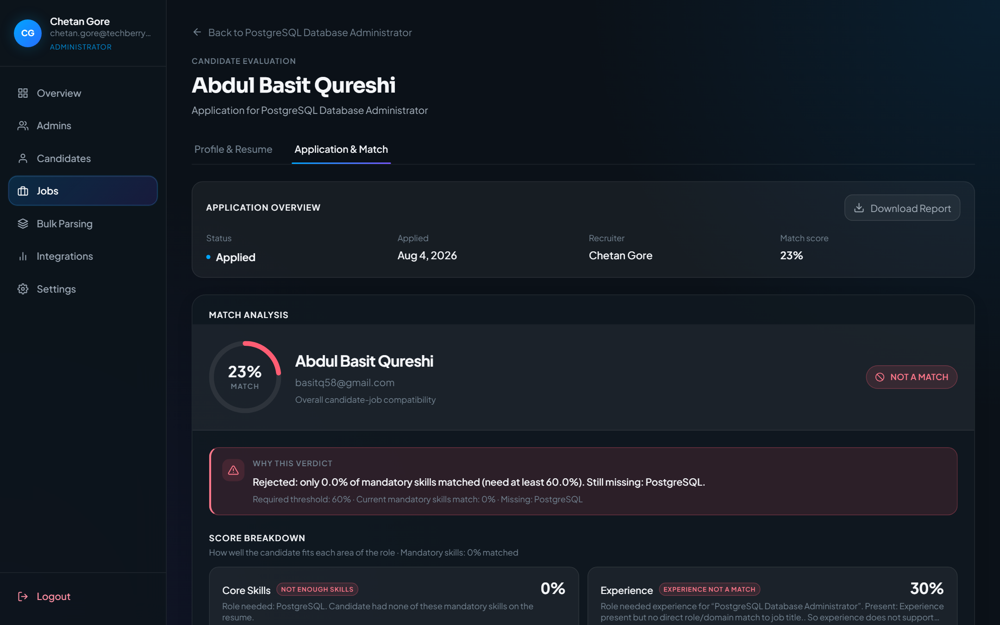 CG
Chetan Gore
chetan.gore@techberry...
ADMINISTRATOR
Overview
Admins
Candidates
Jobs
Bulk Parsing
Integrations
Settings
Logout
Back to PostgreSQL Database Administrator
CANDIDATE EVALUATION
Abdul Basit Qureshi
Application for PostgreSQL Database Administrator
Profile & Resume
Application & Match
APPLICATION OVERVIEW
Download Report
Status
Applied
Applied
Aug 4, 2026
Recruiter
Chetan Gore
Match score
23%
MATCH ANALYSIS
23%
MATCH
Abdul Basit Qureshi
basitq58@gmail.com
Overall candidate-job compatibility
NOT A MATCH
WHY THIS VERDICT
Rejected: only 0.0% of mandatory skills matched (need at least 60.0%). Still missing: PostgreSQL.
Required threshold: 60% · Current mandatory skills match: 0% · Missing: PostgreSQL
SCORE BREAKDOWN
How well the candidate fits each area of the role · Mandatory skills: 0% matched
Core Skills
NOT ENOUGH SKILLS
0%
Role needed: PostgreSQL. Candidate had none of these mandatory skills on the
resume.
Experience
EXPERIENCE NOT A MATCH
30%
Role needed experience for “PostgreSQL Database Administrator”. Present: Experience
present but no direct role/domain match to job title.. So experience does not support...